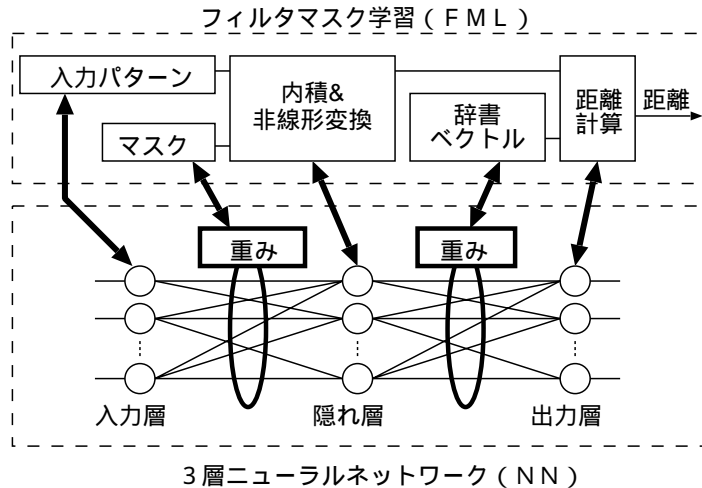 フィルタマスク学習（ＦＭＬ）
入力パターン
マスク
内積&
非線形変換
辞書
ベクトル
距離
計算
距離
重み
重み
入力層
隠れ層
出力層
３層ニューラルネットワーク（ＮＮ）